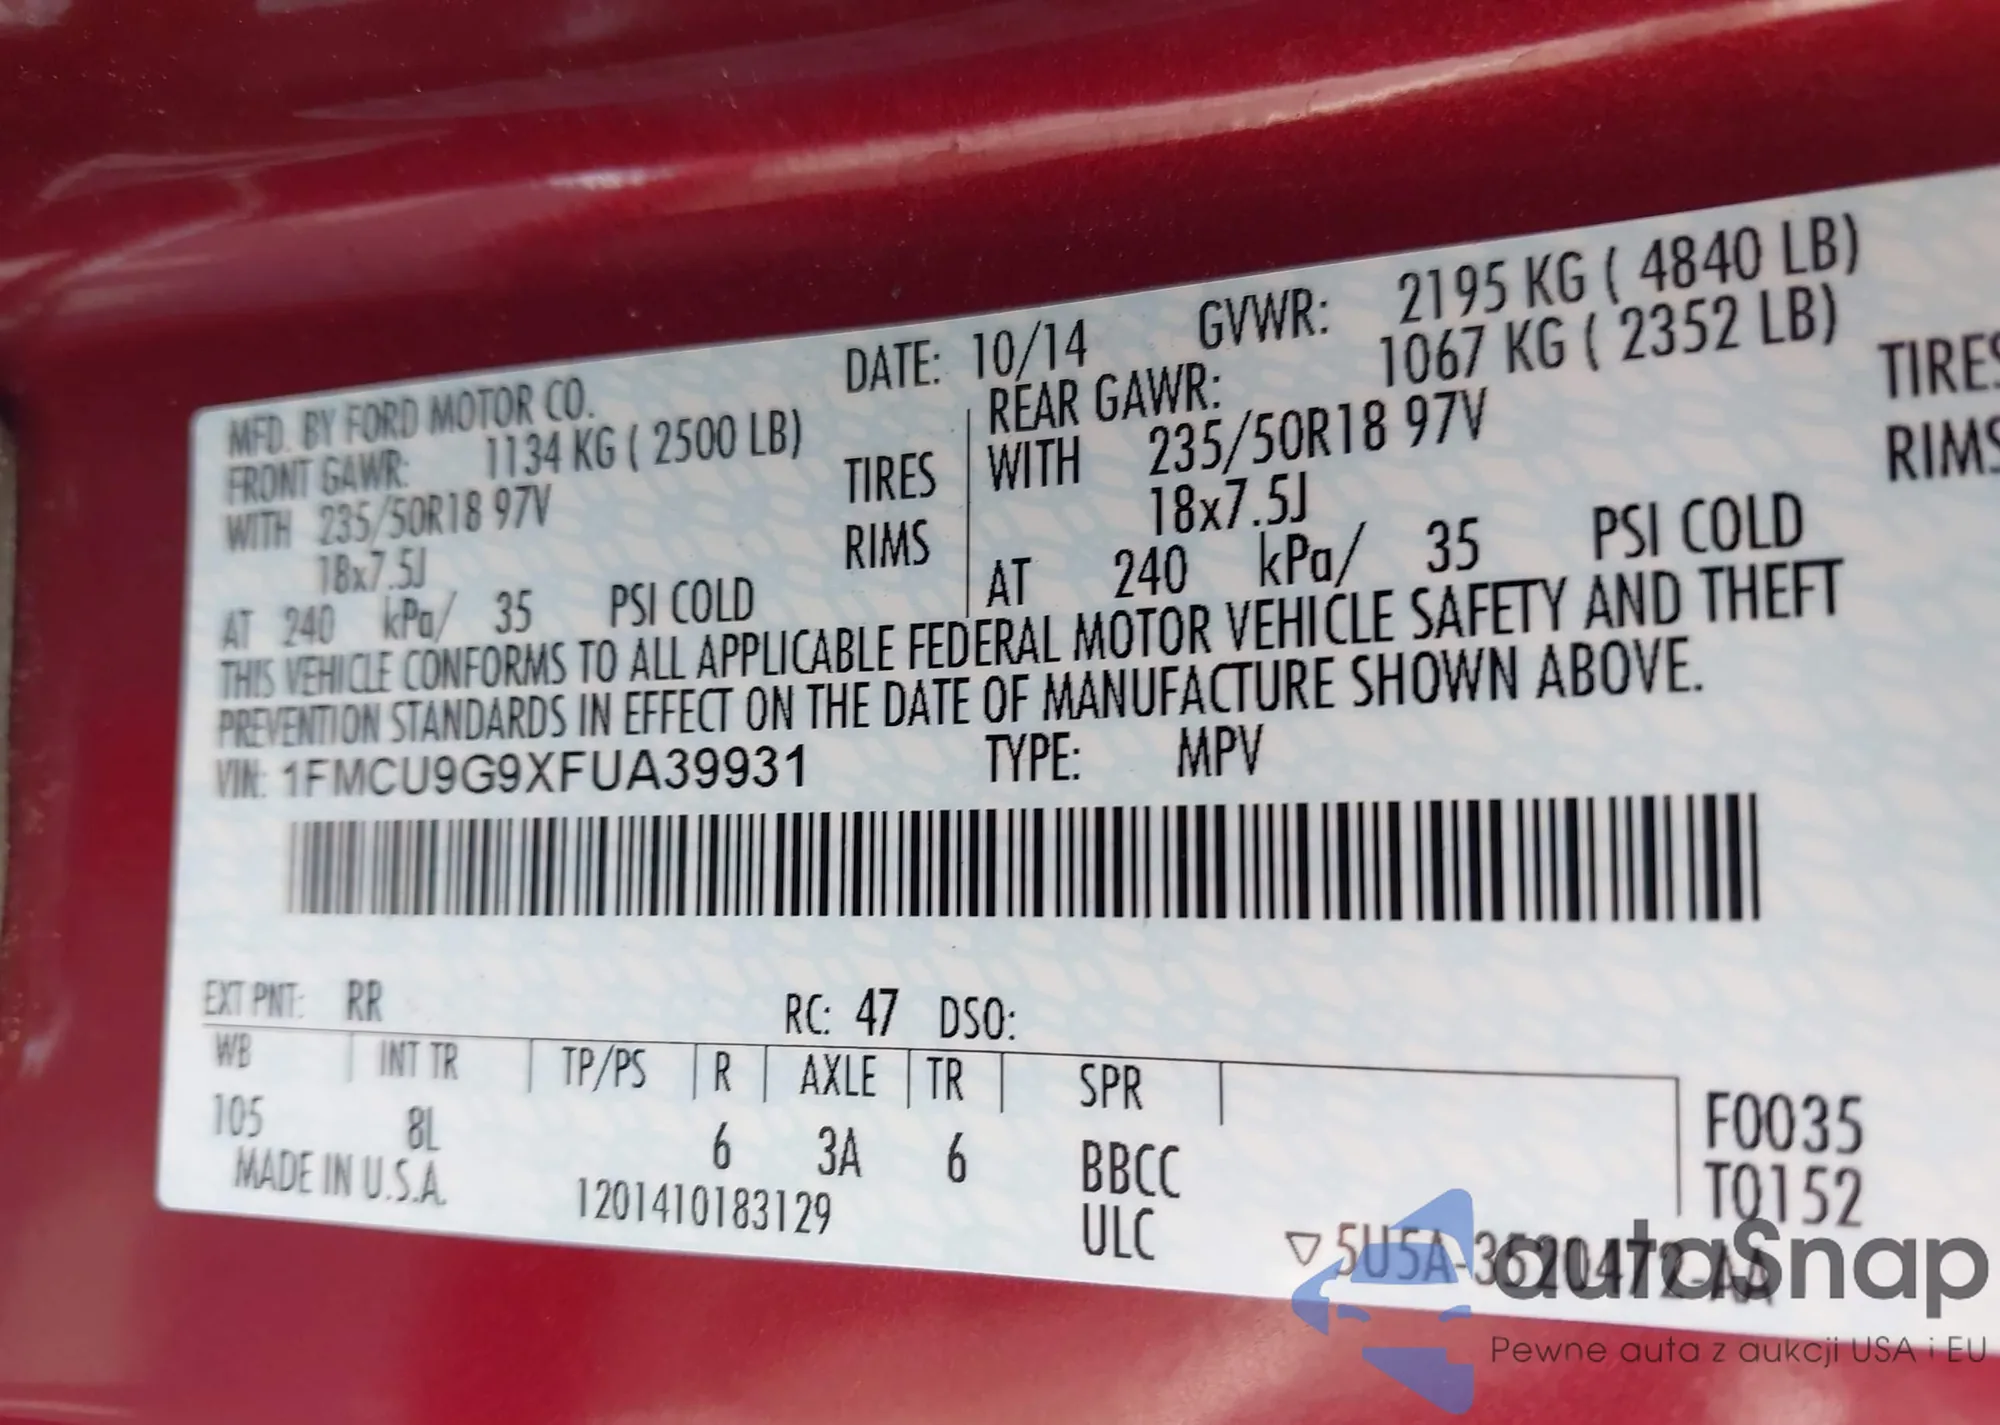 MFD. BY FORD MOTOR CO. DATE: 10/14 GVWR: 2195 KG ( 4840 LB)
FRONT GAWR: 1134 KG ( 2500 LB) REAR GAWR: 1067 KG ( 2352 LB)
WITH 235/50R18 97V TIRES WITH 235/50R18 97V TIRES
18x7.5J RIMS 18x7.5J RIMS
AT 240 kPa/ 35 PSI COLD AT 240 kPa/ 35 PSI COLD
THIS VEHICLE CONFORMS TO ALL APPLICABLE FEDERAL MOTOR VEHICLE SAFETY AND THEFT
PREVENTION STANDARDS IN EFFECT ON THE DATE OF MANUFACTURE SHOWN ABOVE.
VIN: 1FMCU9G9XFUA39931 TYPE: MPV
EXT PNT: RR RC: 47 DSO:
WB INT TR TP/PS R AXLE TR SPR
105 8L 6 3A 6 BBCC
F0035
T0152
MADE IN U.S.A. 1201410183129 ULC
▽5U5A-3520472-AA
autaSnap
Pewne auta z aukcji USA i EU